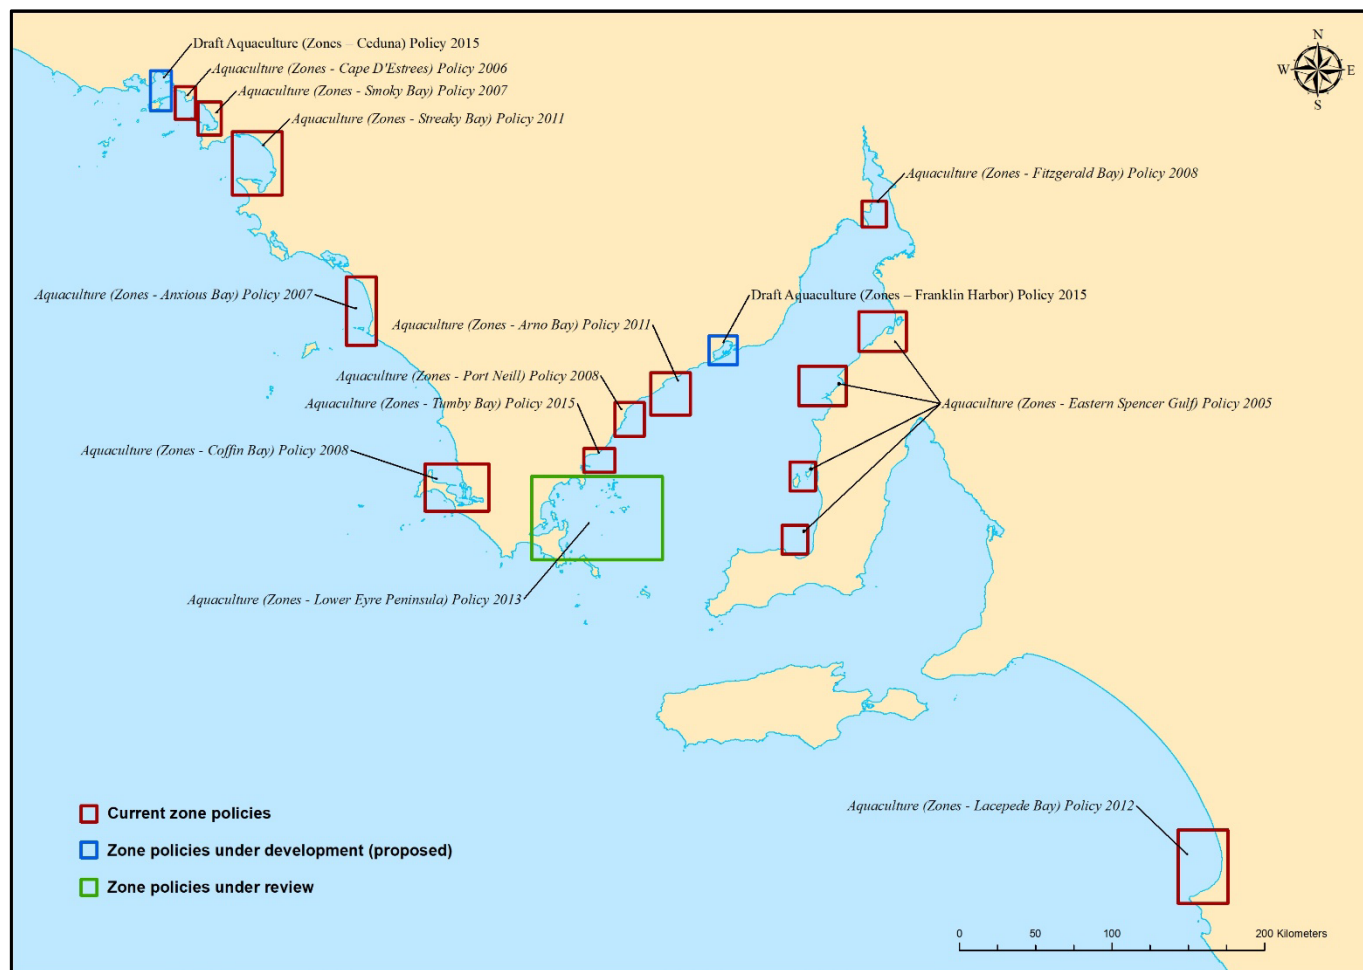 Draft Aquaculture (Zones – Ceduna) Policy 2015
Aquaculture (Zones - Cape D'Estrees) Policy 2006
Aquaculture (Zones - Smoky Bay) Policy 2007
Aquaculture (Zones - Streaky Bay) Policy 2011
N
W E
S
Aquaculture (Zones - Fitzgerald Bay) Policy 2008
Aquaculture (Zones - Anxious Bay) Policy 2007
Draft Aquaculture (Zones – Franklin Harbor) Policy 2015
Aquaculture (Zones - Arno Bay) Policy 2011
Aquaculture (Zones - Port Neill) Policy 2008
Aquaculture (Zones - Tumby Bay) Policy 2015
Aquaculture (Zones - Eastern Spencer Gulf) Policy 2005
Aquaculture (Zones - Coffin Bay) Policy 2008
Aquaculture (Zones - Lower Eyre Peninsula) Policy 2013
Aquaculture (Zones - Lacepede Bay) Policy 2012
Current zone policies
Zone policies under development (proposed)
Zone policies under review
0 50 100 200 Kilometers